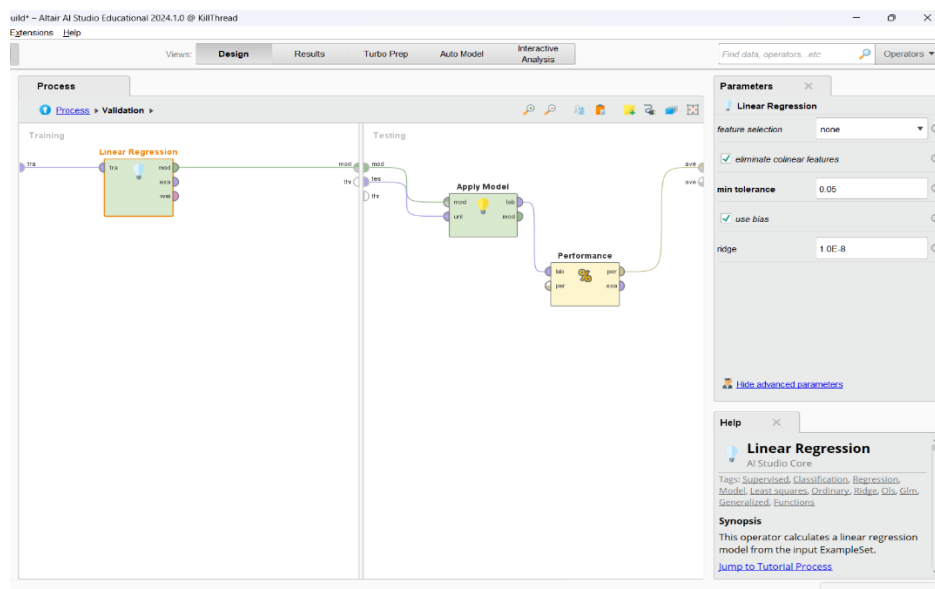 uild* – Altair AI Studio Educational 2024.1.0 @ KillThread
Extensions Help
Views: Design Results Turbo Prep Auto Model Interactive Analysis Find data, operators...etc Operators
Process
Process Validation
Training
Testing
Linear Regression
tra
tra mod
exa
wei
mod
thr
mod
tes
thr
Apply Model
mod lab
unl mod
Performance
lab per
per exa
ave
ave
Parameters
Linear Regression
feature selection none
eliminate colinear features
min tolerance 0.05
use bias
ridge 1.0E-8
Hide advanced parameters
Help
Linear Regression
AI Studio Core
Tags: Supervised, Classification, Regression,
Model, Least squares, Ordinary, Ridge, Ols, Glm,
Generalized, Functions
Synopsis
This operator calculates a linear regression
model from the input ExampleSet.
Jump to Tutorial Process